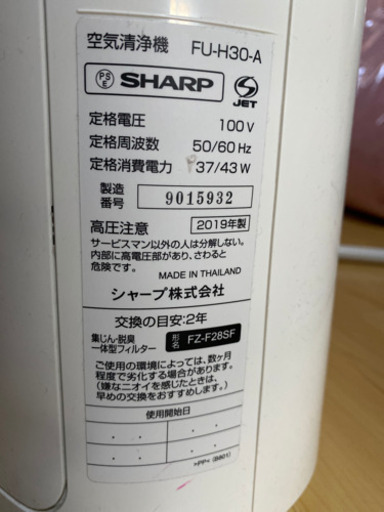 空気清浄機 FU-H30-A
PS E SHARP S JET
定格電圧 100V
定格周波数 50/60 Hz
定格消費電力 37/43 W
製造番号 9015932
高圧注意 2019年製
サービスマン以外の人は分解しない。
内部に高電圧部があり、さわると
危険です。
MADE IN THAILAND
シャープ株式会社
交換の目安:2年
集じん・脱臭
一体型フィルター 形名 FZ-F28SF
ご使用の環境によっては、数ヶ月
程度で劣化する場合があります。
(嫌なニオイを感じたときは、
早めの交換をおすすめします)
使用開始日
>PP< (B801)